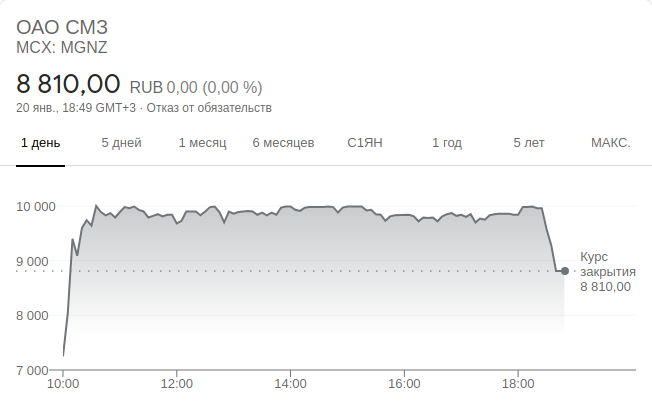 ОАО СМЗ
MCX: MGNZ
8 810,00 RUB 0,00 (0,00 %)
20 янв., 18:49 GMT+3 · Отказ от обязательств
1 день 5 дней 1 месяц 6 месяцев С1ЯН 1 год 5 лет МАКС.
10 000
9 000
8 000
7 000
Курс
закрытия
8 810,00
10:00 12:00 14:00 16:00 18:00